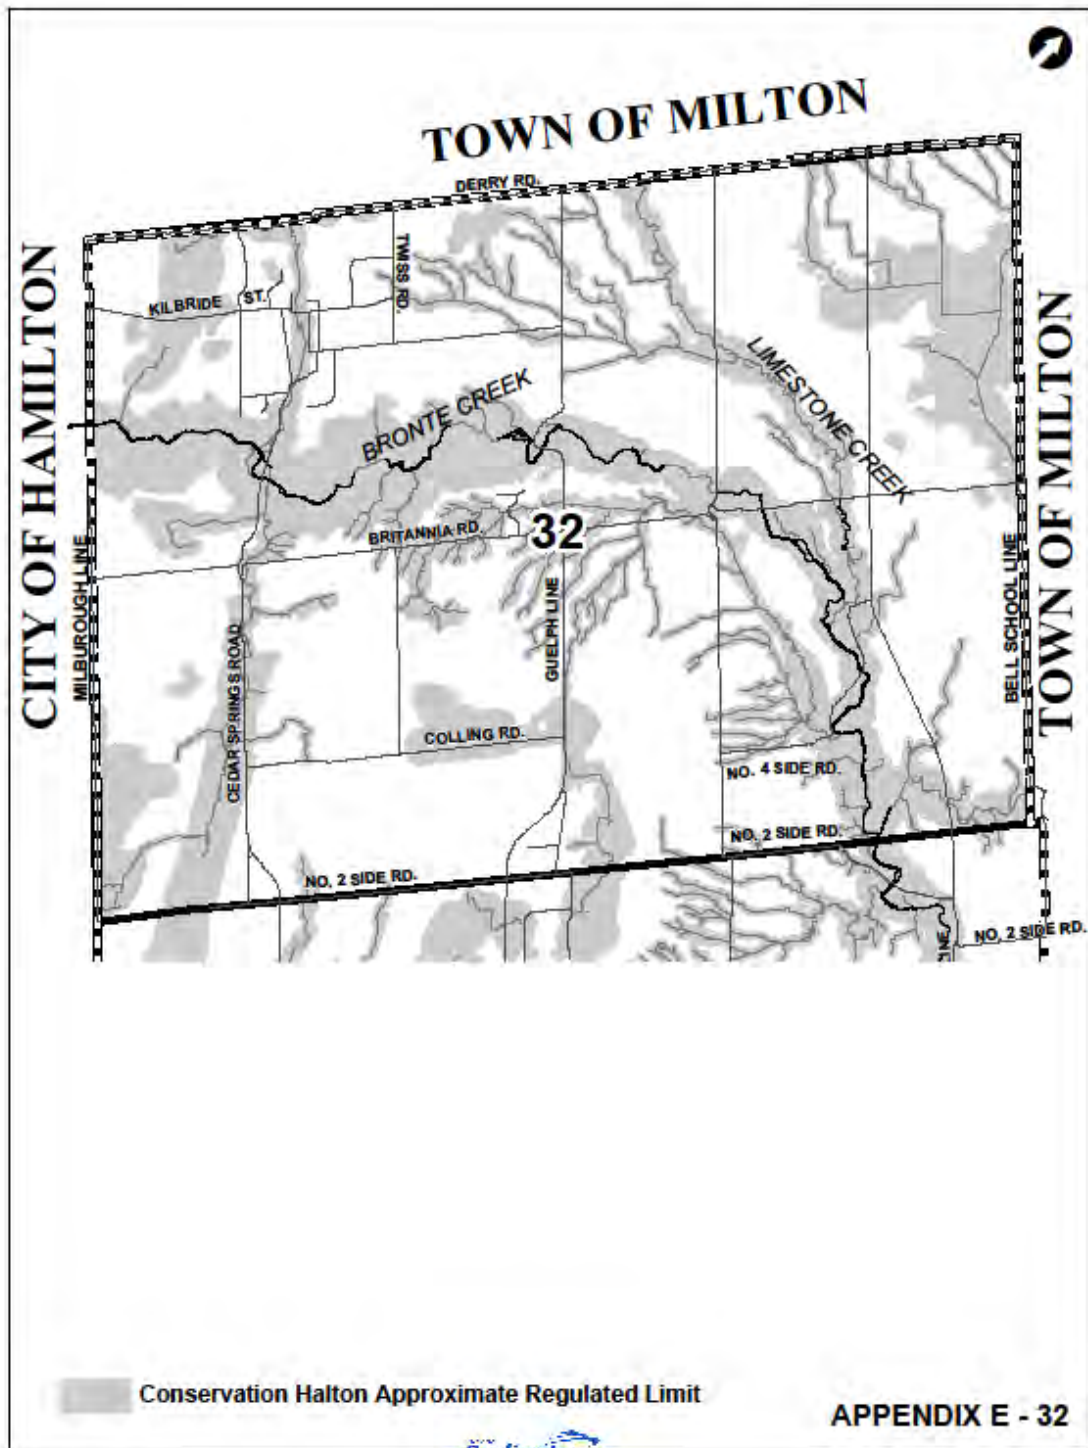 TOWN OF MILTON
DERRY RD.
TWISS RD.
KILBRIDE ST.
CITY OF HAMILTON
MILBUROUGH LINE
BRONTE CREEK
LIMESTONE CREEK
BRITANNIA RD.
32
GUELPH LINE
CEDAR SPRINGS ROAD
COLLING RD.
BELL SCHOOL LINE
TOWN OF MILTON
NO. 4 SIDE RD.
NO. 2 SIDE RD.
NO. 2 SIDE RD.
NO. 2 SIDE RD.
Conservation Halton Approximate Regulated Limit
APPENDIX E - 32